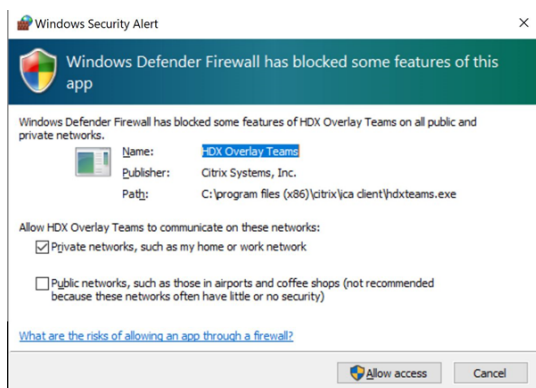 Windows Security Alert
Windows Defender Firewall has blocked some features of this
app
Windows Defender Firewall has blocked some features of HDX Overlay Teams on all public and
private networks.
Name: HDX Overlay Teams
Publisher: Citrix Systems, Inc.
Path: C:\program files (x86)\citrix\ica client\hdxteams.exe
Allow HDX Overlay Teams to communicate on these networks:
Private networks, such as my home or work network
Public networks, such as those in airports and coffee shops (not recommended
because these networks often have little or no security)
What are the risks of allowing an app through a firewall?
Allow access Cancel